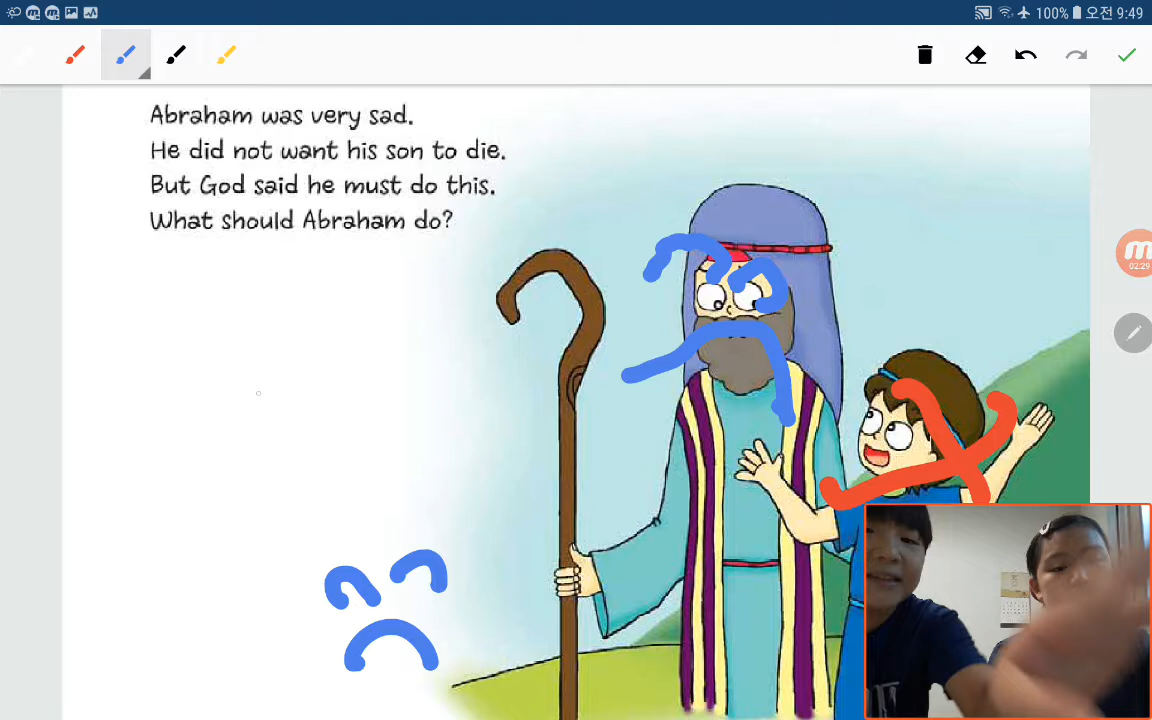 100% 오전 9:49
Abraham was very sad.
He did not want his son to die.
But God said he must do this.
What should Abraham do?
m
02:29